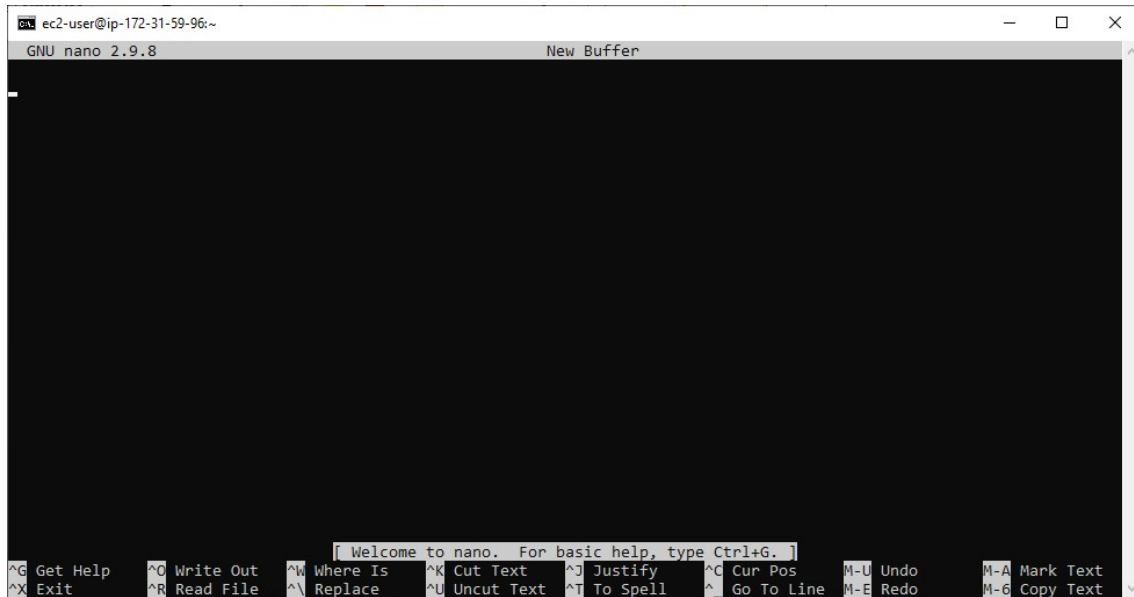 ec2-user@ip-172-31-59-96:~
GNU nano 2.9.8 New Buffer
[ Welcome to nano. For basic help, type Ctrl+G. ]
^G Get Help ^O Write Out ^W Where Is ^K Cut Text ^J Justify ^C Cur Pos M-U Undo M-A Mark Text
^X Exit ^R Read File ^\ Replace ^U Uncut Text ^T To Spell ^_ Go To Line M-E Redo M-6 Copy Text